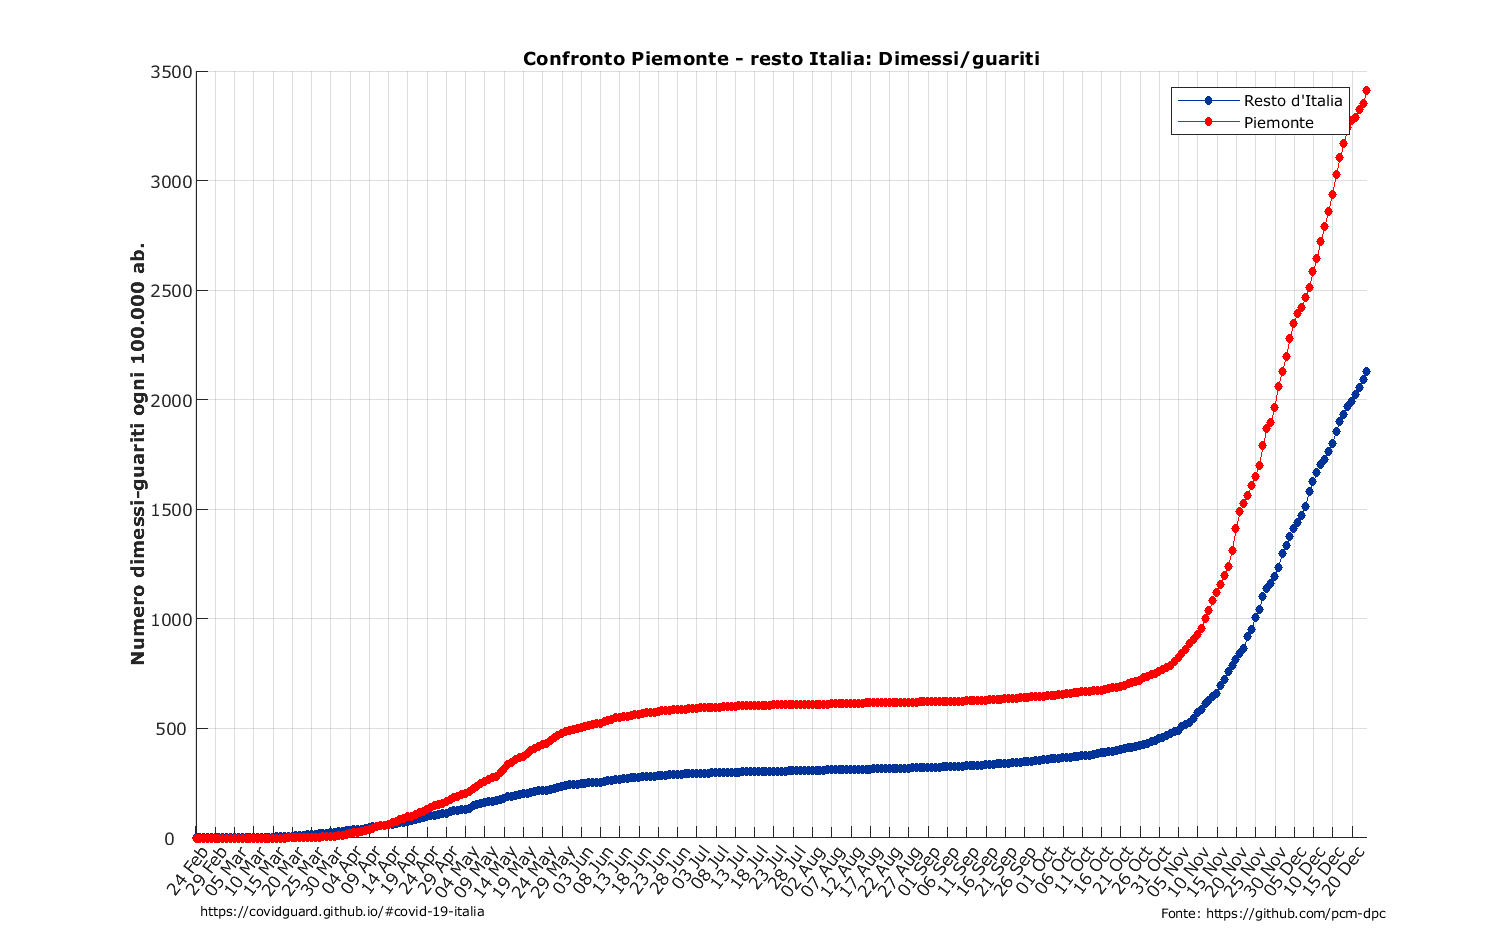 Confronto Piemonte - resto Italia: Dimessi/guariti
Resto d'Italia
Piemonte
Numero dimessi-guariti ogni 100.000 ab.
3500
3000
2500
2000
1500
1000
500
0
24 Feb
29 Feb
05 Mar
10 Mar
15 Mar
20 Mar
25 Mar
30 Mar
04 Apr
09 Apr
14 Apr
19 Apr
24 Apr
29 Apr
04 May
09 May
14 May
19 May
24 May
29 May
03 Jun
08 Jun
13 Jun
18 Jun
23 Jun
28 Jun
03 Jul
08 Jul
13 Jul
18 Jul
23 Jul
28 Jul
02 Aug
07 Aug
12 Aug
17 Aug
22 Aug
27 Aug
01 Sep
06 Sep
11 Sep
16 Sep
21 Sep
26 Sep
01 Oct
06 Oct
11 Oct
16 Oct
21 Oct
26 Oct
31 Oct
05 Nov
10 Nov
15 Nov
20 Nov
25 Nov
30 Nov
05 Dec
10 Dec
15 Dec
20 Dec
https://covidguard.github.io/#covid-19-italia
Fonte: https://github.com/pcm-dpc